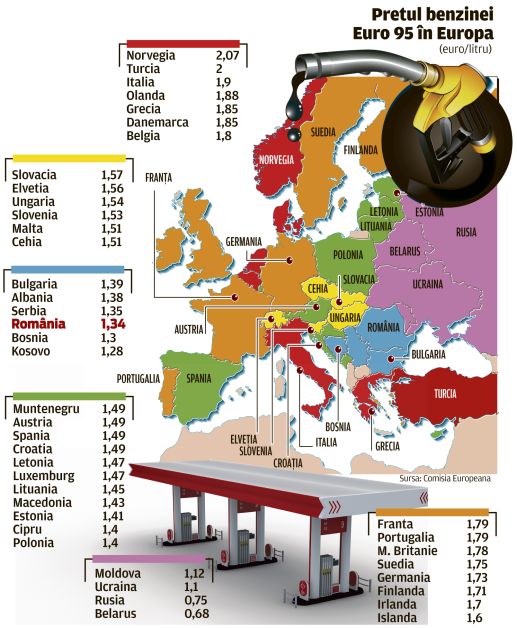 Pretul benzinei
Euro 95 în Europa
(euro/litru)
Norvegia 2,07
Turcia 2
Italia 1,9
Olanda 1,88
Grecia 1,85
Danemarca 1,85
Belgia 1,8
Slovacia 1,57
Elvetia 1,56
Ungaria 1,54
Slovenia 1,53
Malta 1,51
Cehia 1,51
Bulgaria 1,39
Albania 1,38
Serbia 1,35
România 1,34
Bosnia 1,3
Kosovo 1,28
Muntenegru 1,49
Austria 1,49
Spania 1,49
Croatia 1,49
Letonia 1,47
Luxemburg 1,47
Lituania 1,45
Macedonia 1,43
Estonia 1,41
Cipru 1,4
Polonia 1,4
Moldova 1,12
Ucraina 1,1
Rusia 0,75
Belarus 0,68
Franta 1,79
Portugalia 1,79
M. Britanie 1,78
Suedia 1,75
Germania 1,73
Finlanda 1,71
Irlanda 1,7
Islanda 1,6
SUEDIA
FINLANDA
NORVEGIA
FRANȚA
ESTONIA
LETONIA
LITUANIA
RUSIA
GERMANIA
POLONIA
BELARUS
SLOVACIA
CEHIA
UCRAINA
UNGARIA
ROMÂNIA
AUSTRIA
BULGARIA
PORTUGALIA
SPANIA
TURCIA
BOSNIA
ELVEȚIA
ITALIA
GRECIA
SLOVENIA
CROAȚIA
Sursa: Comisia Europeana
3